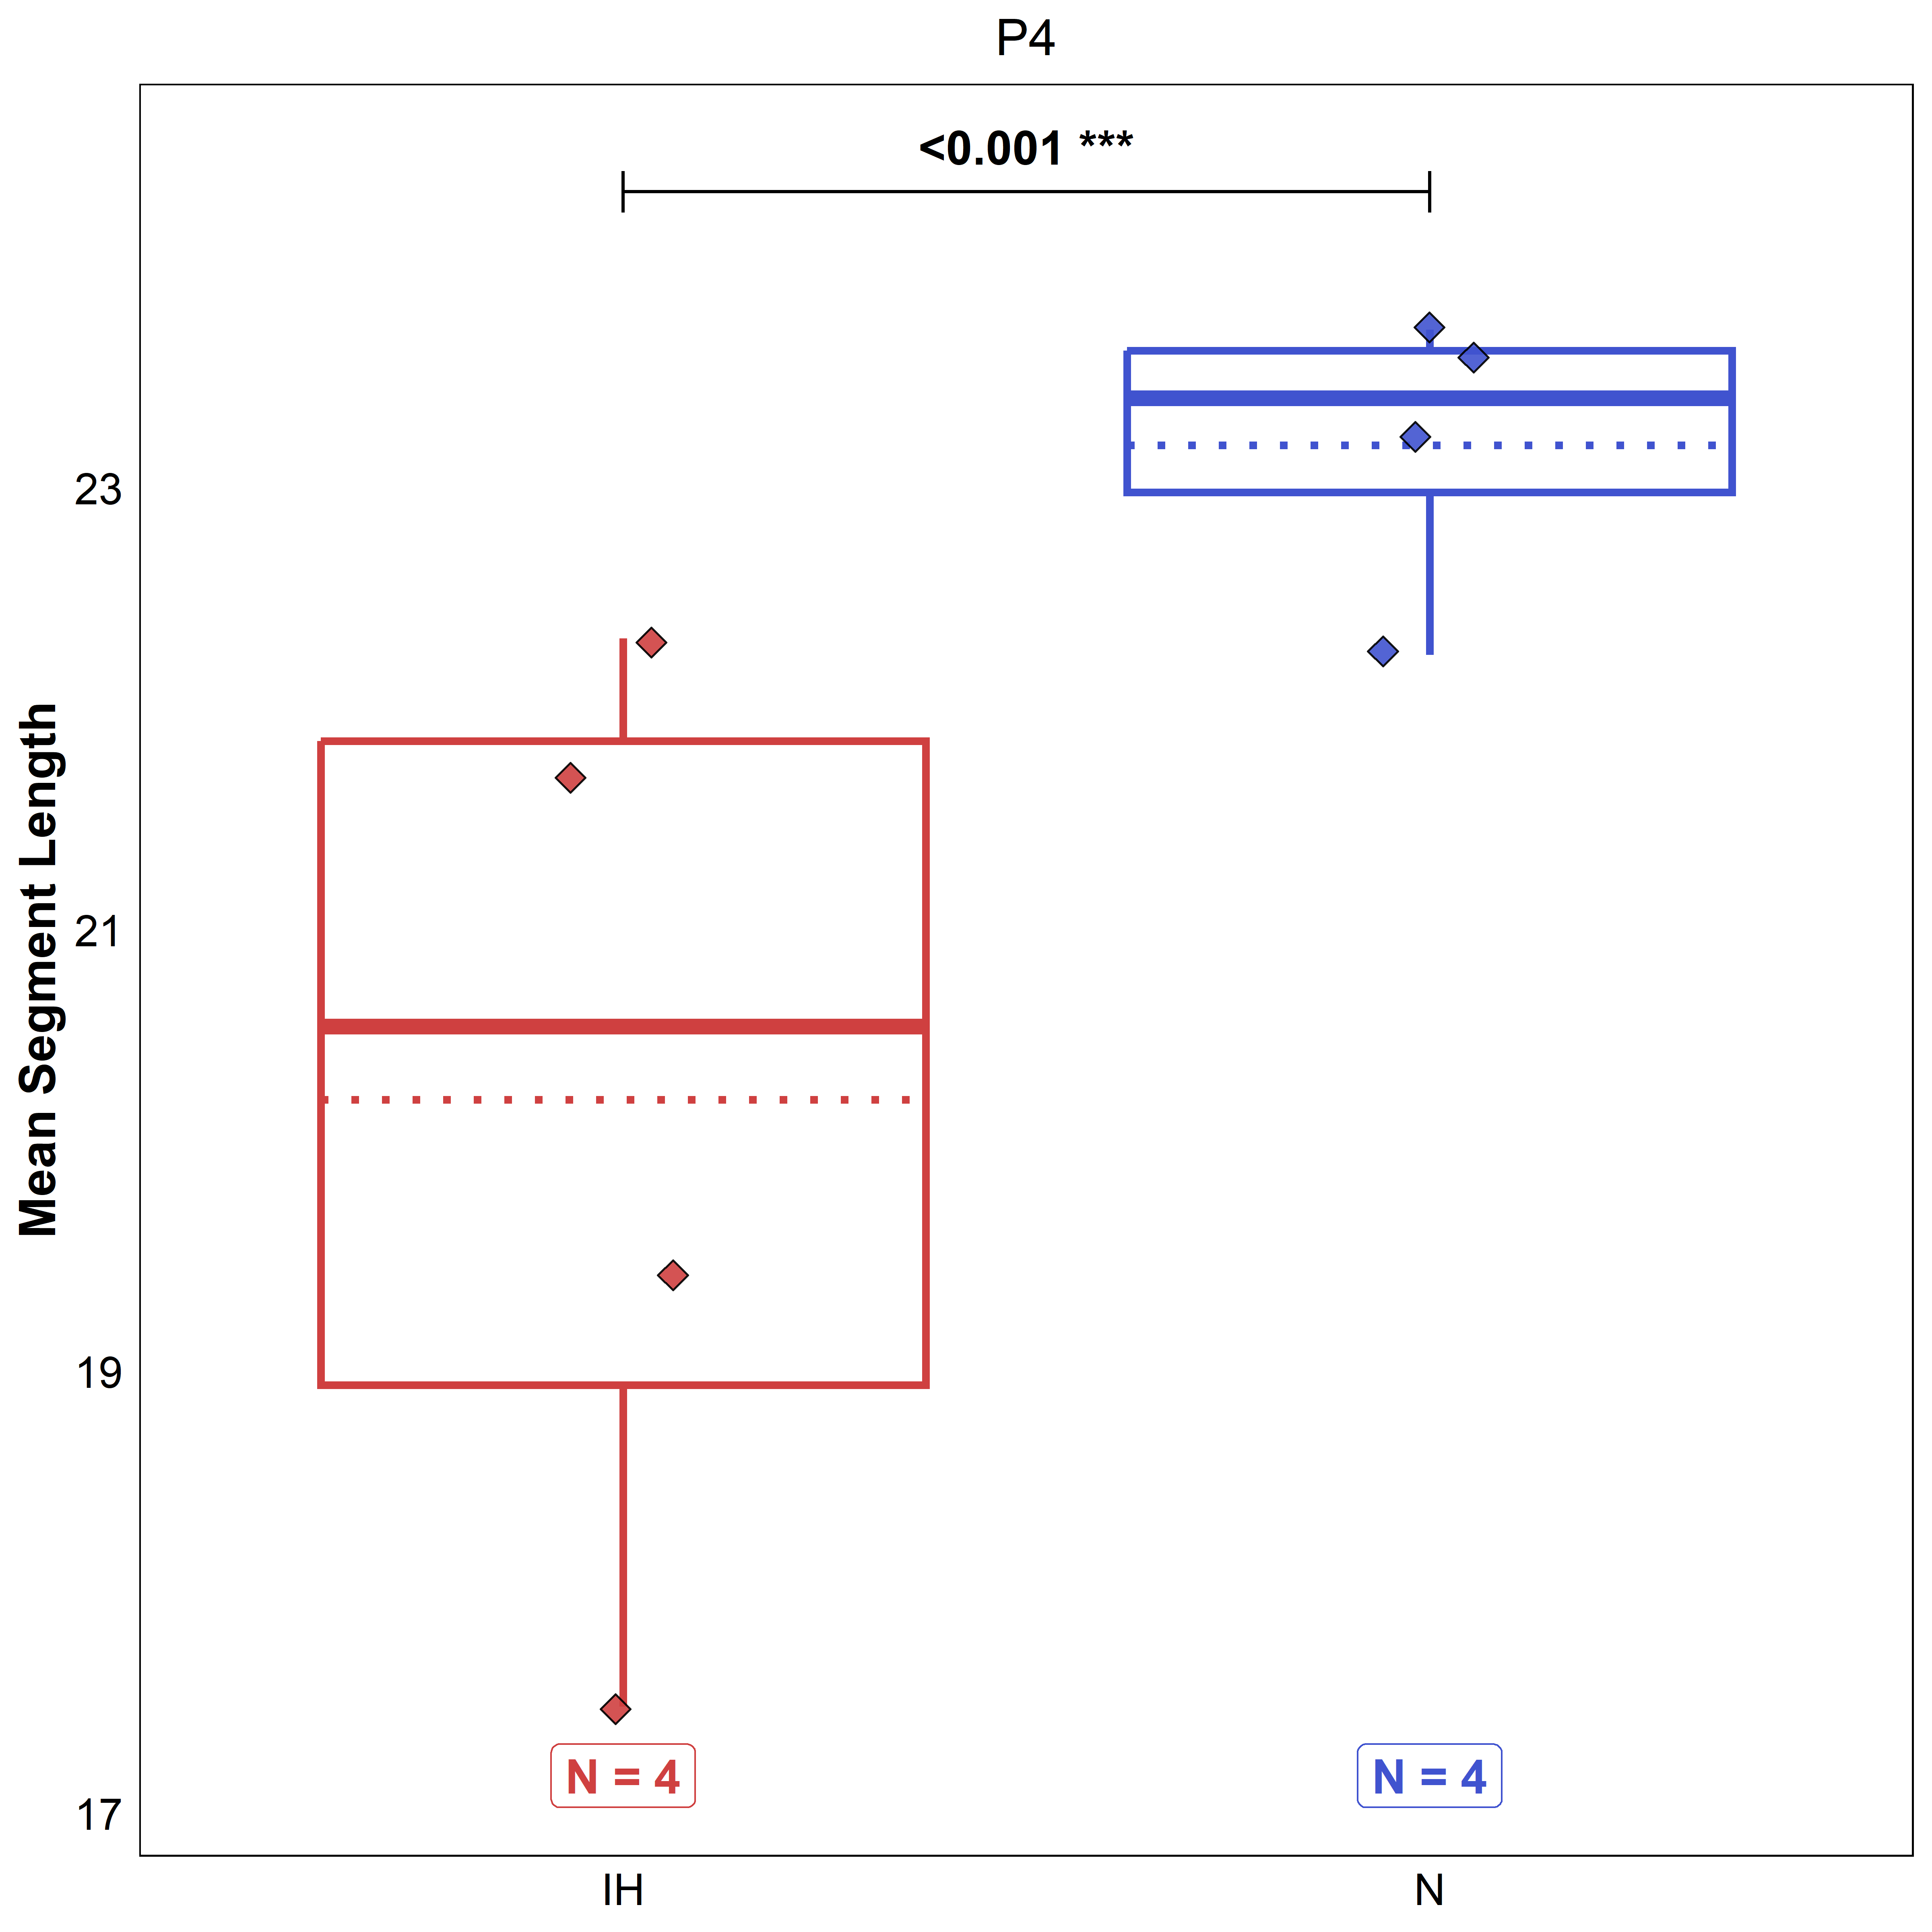 P4
<0.001 ***
Mean Segment Length
23
21
19
17
N = 4
N = 4
IH
N